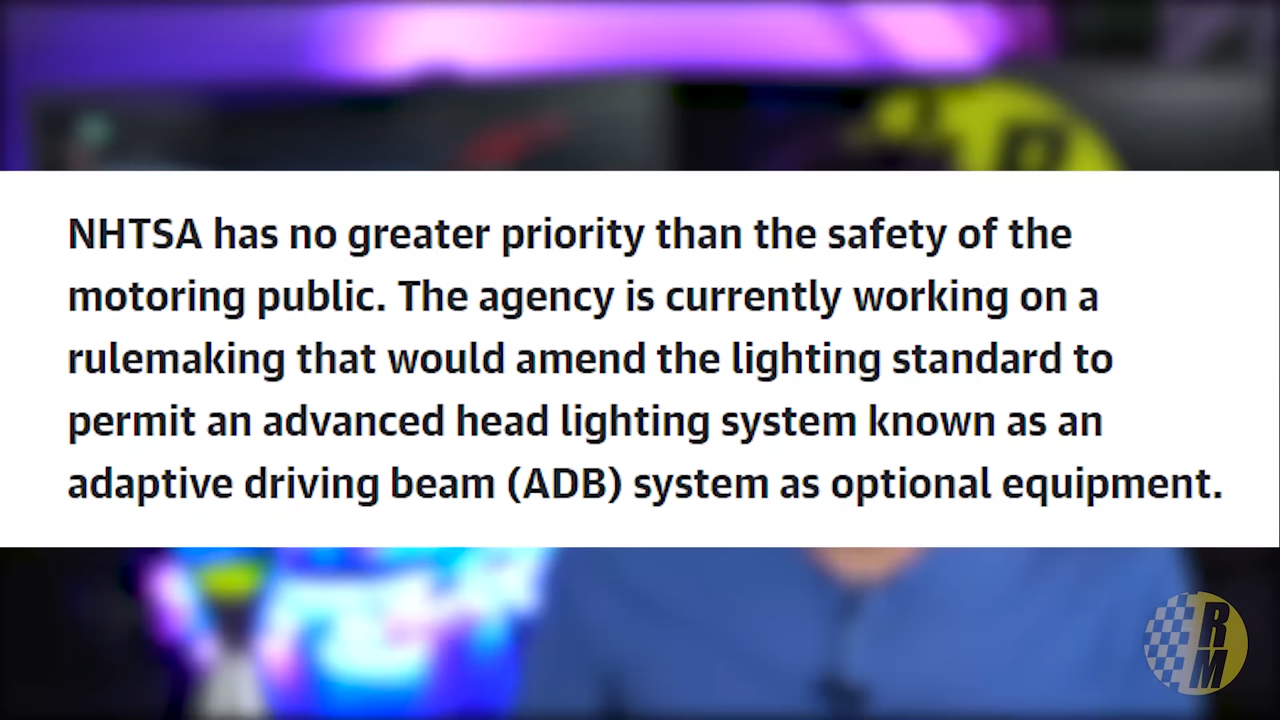 NHTSA has no greater priority than the safety of the
motoring public. The agency is currently working on a
rulemaking that would amend the lighting standard to
permit an advanced head lighting system known as an
adaptive driving beam (ADB) system as optional equipment.
R
M